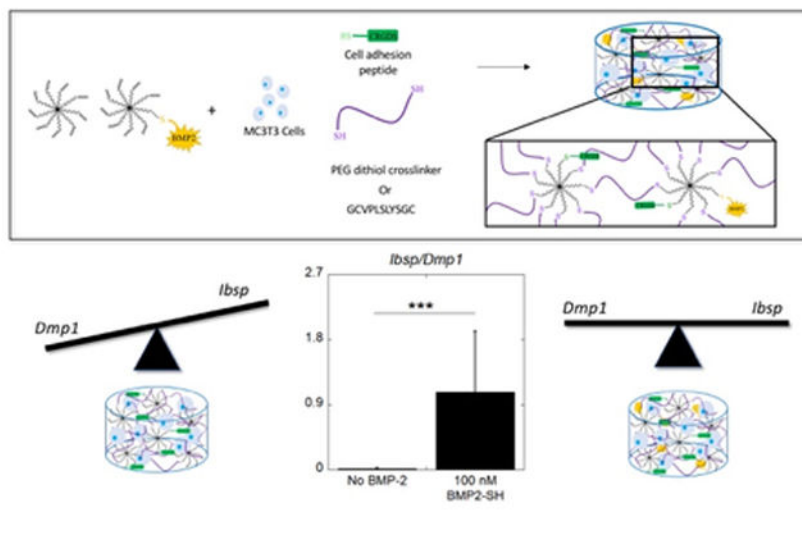 SH
CRGDS
Cell adhesion
peptide
SH
SH
+
BMP2
MC3T3 Cells
PEG dithiol crosslinker
Or
GCVPLSLYSGC
Ibsp/Dmp1
Dmp1
Ibsp
2.7
1.8
0.9
0
***
No BMP-2
100 nM
BMP2-SH
Dmp1
Ibsp